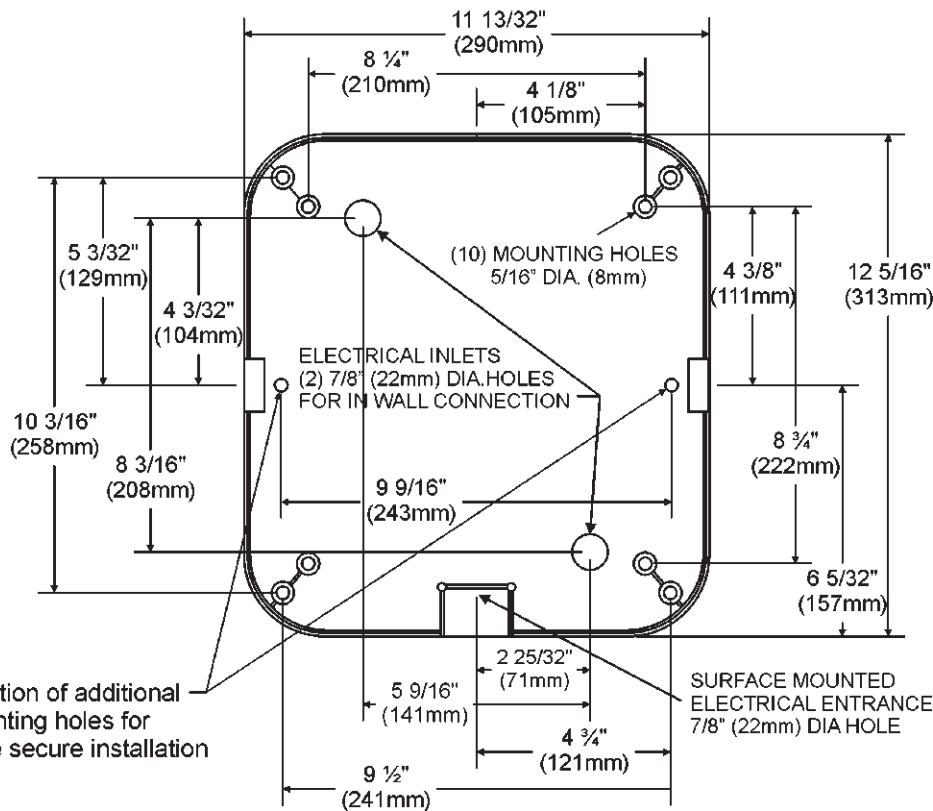 11 13/32"
(290mm)
8 ¼"
(210mm)
4 1/8"
(105mm)
5 3/32"
(129mm)
4 3/32"
(104mm)
(10) MOUNTING HOLES
5/16" DIA. (8mm)
4 3/8"
(111mm)
12 5/16"
(313mm)
ELECTRICAL INLETS
(2) 7/8" (22mm) DIA.HOLES
FOR IN WALL CONNECTION
10 3/16"
(258mm)
8 3/16"
(208mm)
8 ¾"
(222mm)
9 9/16"
(243mm)
6 5/32"
(157mm)
2 25/32"
(71mm)
5 9/16"
(141mm)
SURFACE MOUNTED
ELECTRICAL ENTRANCE
7/8" (22mm) DIA HOLE
tion of additional
nting holes for
e secure installation
4 ¾"
(121mm)
9 ½"
(241mm)